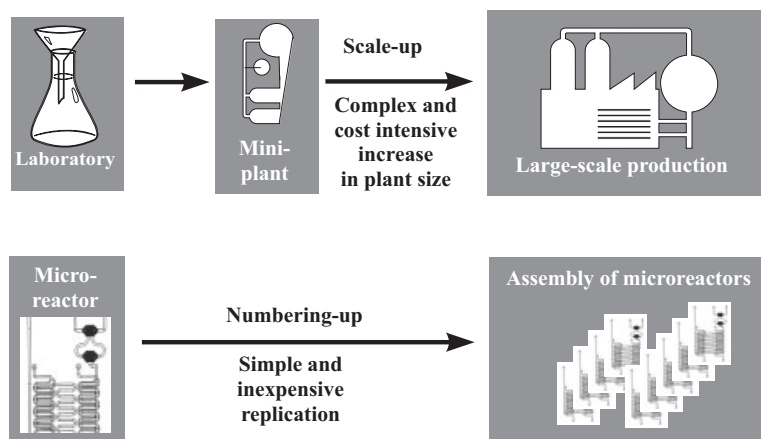 Laboratory
Mini-
plant
Scale-up
Complex and
cost intensive
increase
in plant size
Large-scale production
Micro-
reactor
Numbering-up
Simple and
inexpensive
replication
Assembly of microreactors